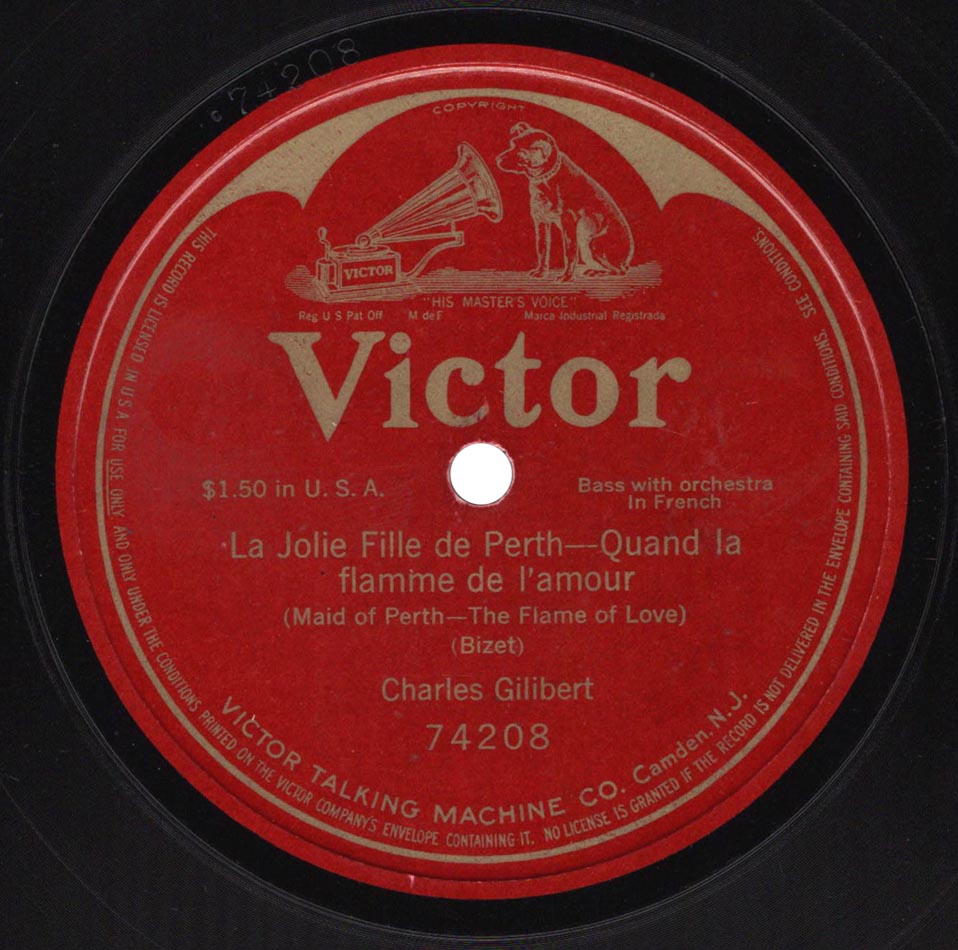 74208
COPYRIGHT
VICTOR
"HIS MASTER'S VOICE"
Reg U S Pat Off M de F Marca Industrial Registrada
Victor
$1.50 in U. S. A.
Bass with orchestra
In French
La Jolie Fille de Perth—Quand la
flamme de l'amour
(Maid of Perth—The Flame of Love)
(Bizet)
Charles Gilibert
74208
VICTOR TALKING MACHINE CO. Camden, N.J.
THIS RECORD IS LICENSED IN U S A FOR USE ONLY AND ONLY UNDER THE CONDITIONS PRINTED ON THE VICTOR COMPANY'S ENVELOPE CONTAINING IT. NO LICENSE IS GRANTED IF THE RECORD IS NOT DELIVERED IN THE ENVELOPE CONTAINING SAID CONDITIONS. SEE CONDITIONS.